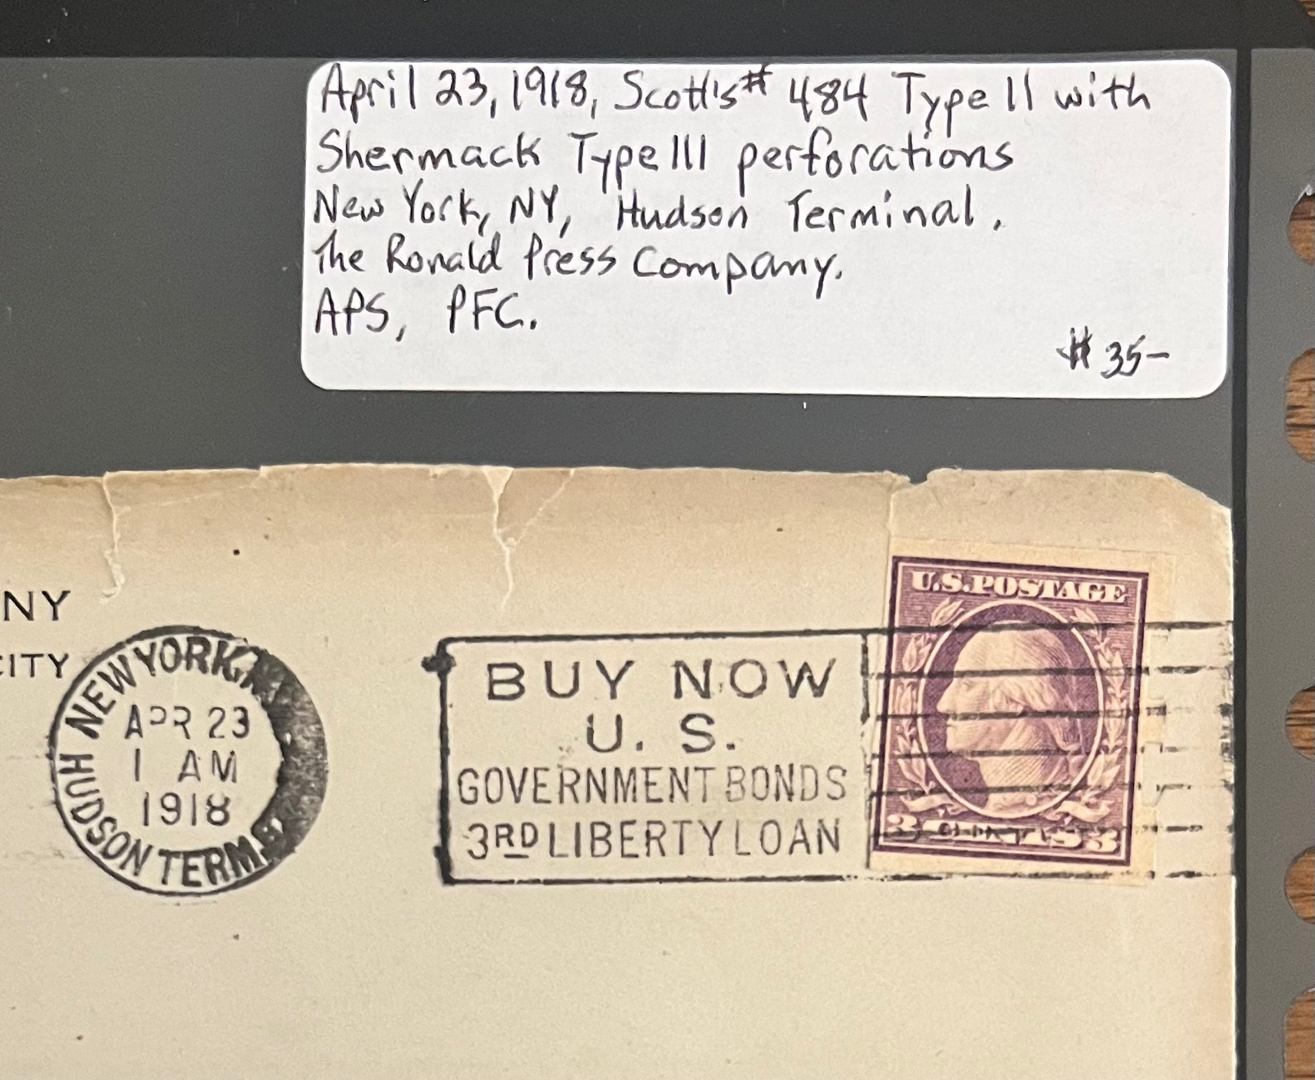 April 23, 1918, Scott's # 484 Type II with
Shermack Type III perforations
New York, NY, Hudson Terminal.
The Ronald Press Company.
APS, PFC.
$ 35-
NY
CITY
NEW YORK, N.
HUDSON TERM.
APR 23
1 AM
1918
BUY NOW
U. S.
GOVERNMENT BONDS
3RD LIBERTY LOAN
U.S. POSTAGE
3 CENTS 3